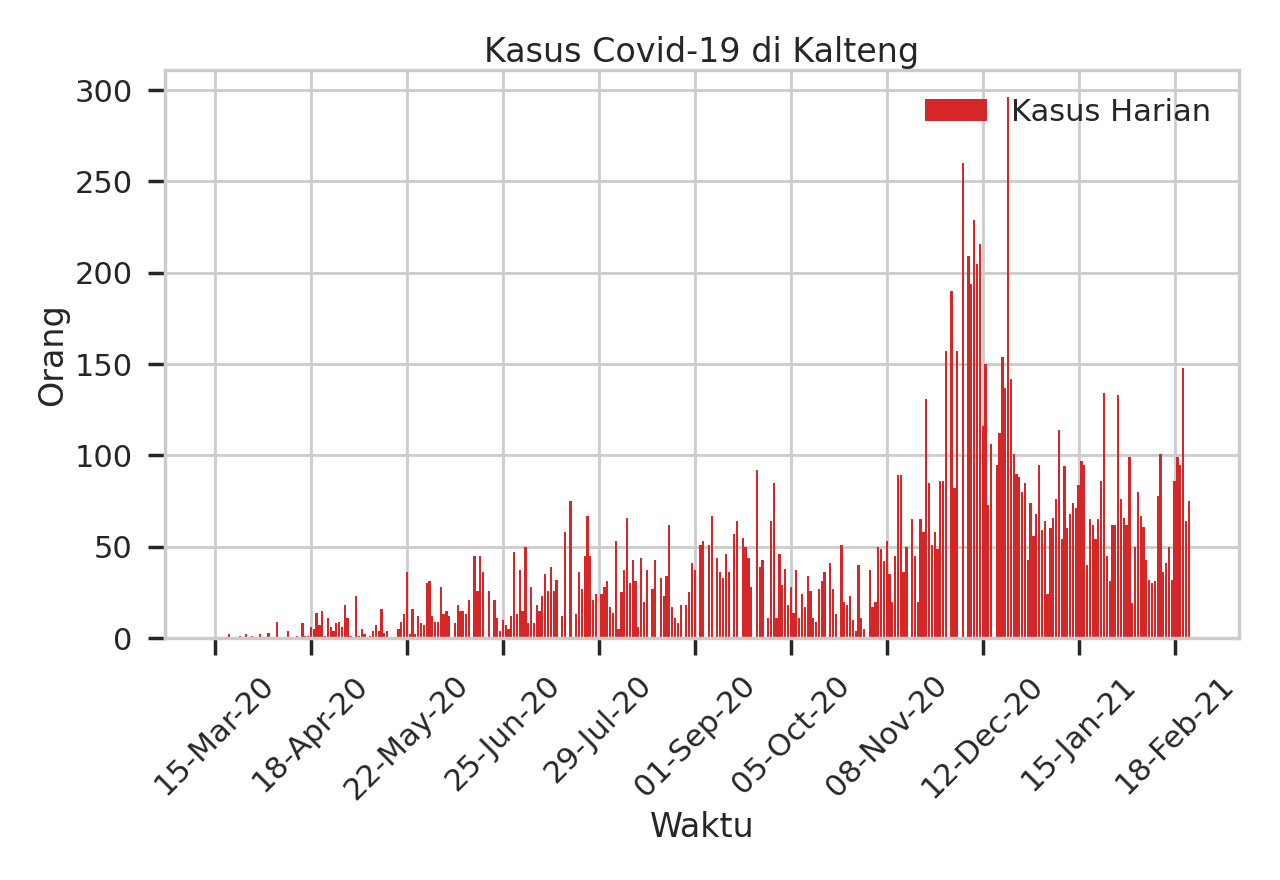 Kasus Covid-19 di Kalteng
Kasus Harian
Orang
300
250
200
150
100
50
0
15-Mar-20
18-Apr-20
22-May-20
25-Jun-20
29-Jul-20
01-Sep-20
05-Oct-20
08-Nov-20
12-Dec-20
15-Jan-21
18-Feb-21
Waktu